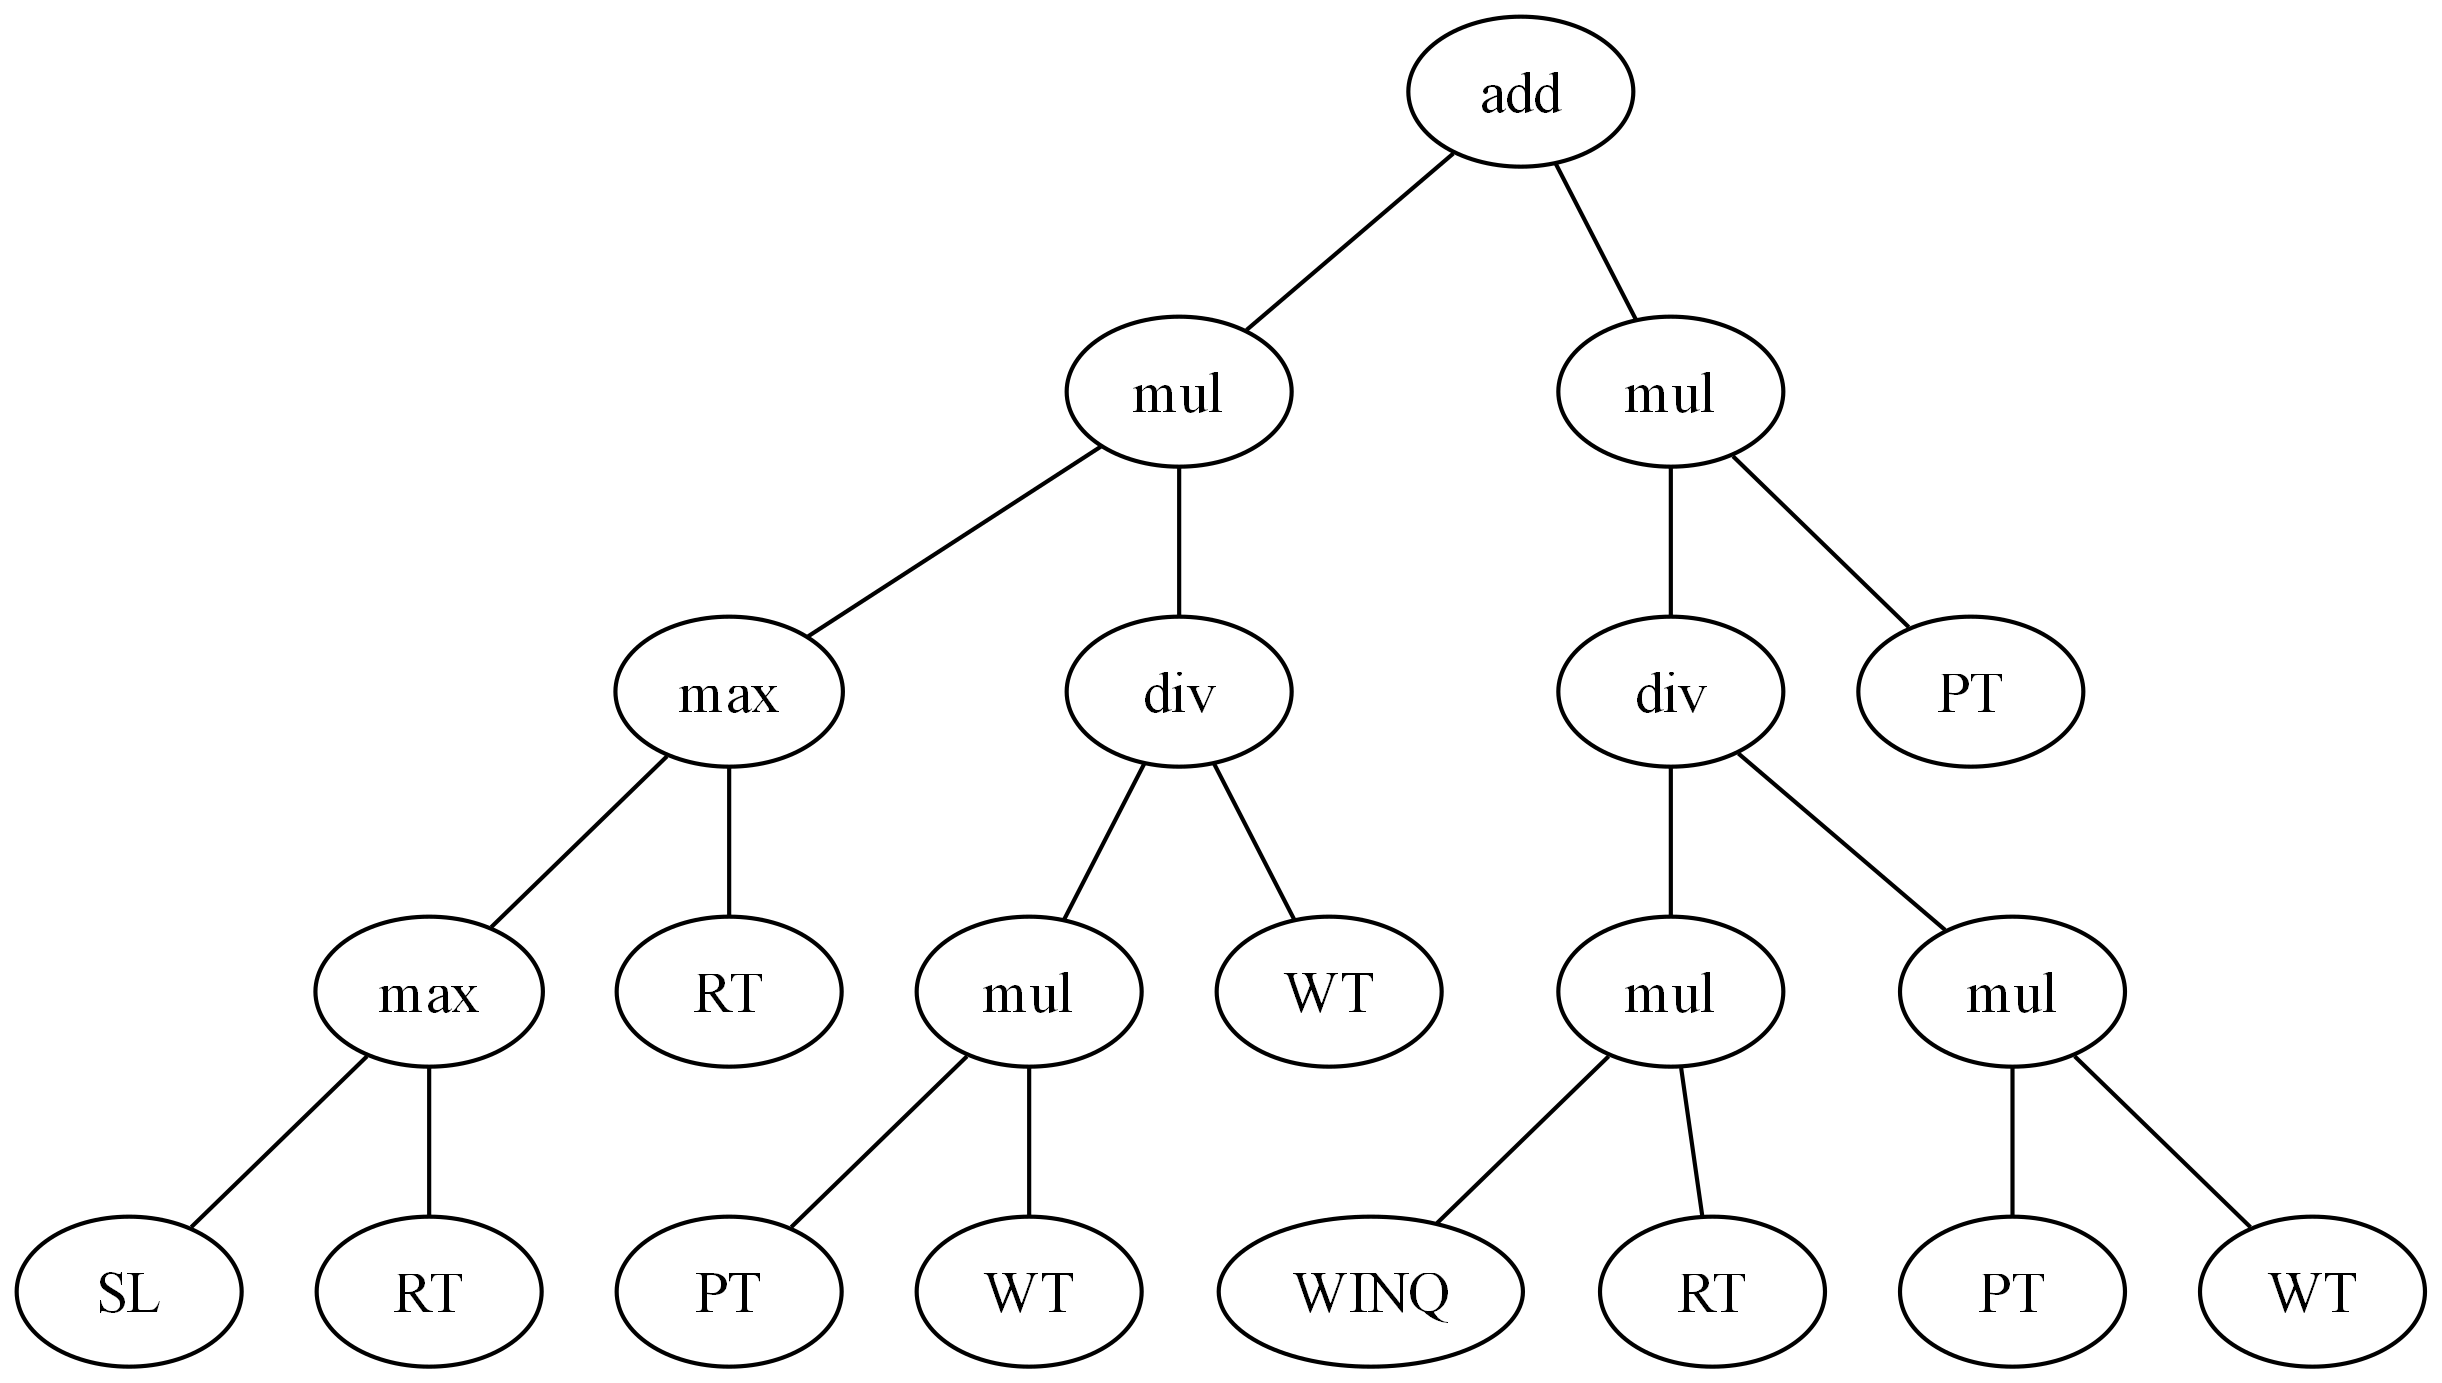 add
mul mul
max div div PT
max RT mul WT mul mul
SL RT PT WT WINQ RT PT WT